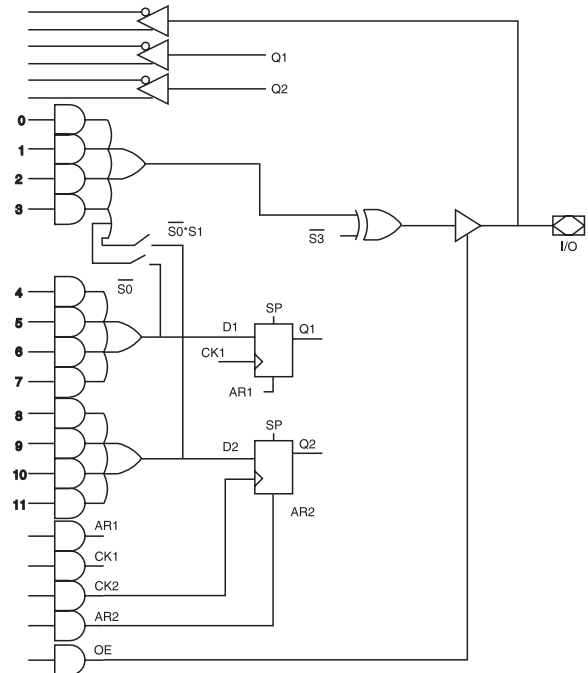 Q1
Q2
0
1
2
3
S̅0̅*S1
S̅3̅
I/O
S̅0̅
4
5
6
7
SP
D1
Q1
CK1
AR1
8
9
10
11
SP
D2
Q2
AR2
AR1
CK1
CK2
AR2
OE